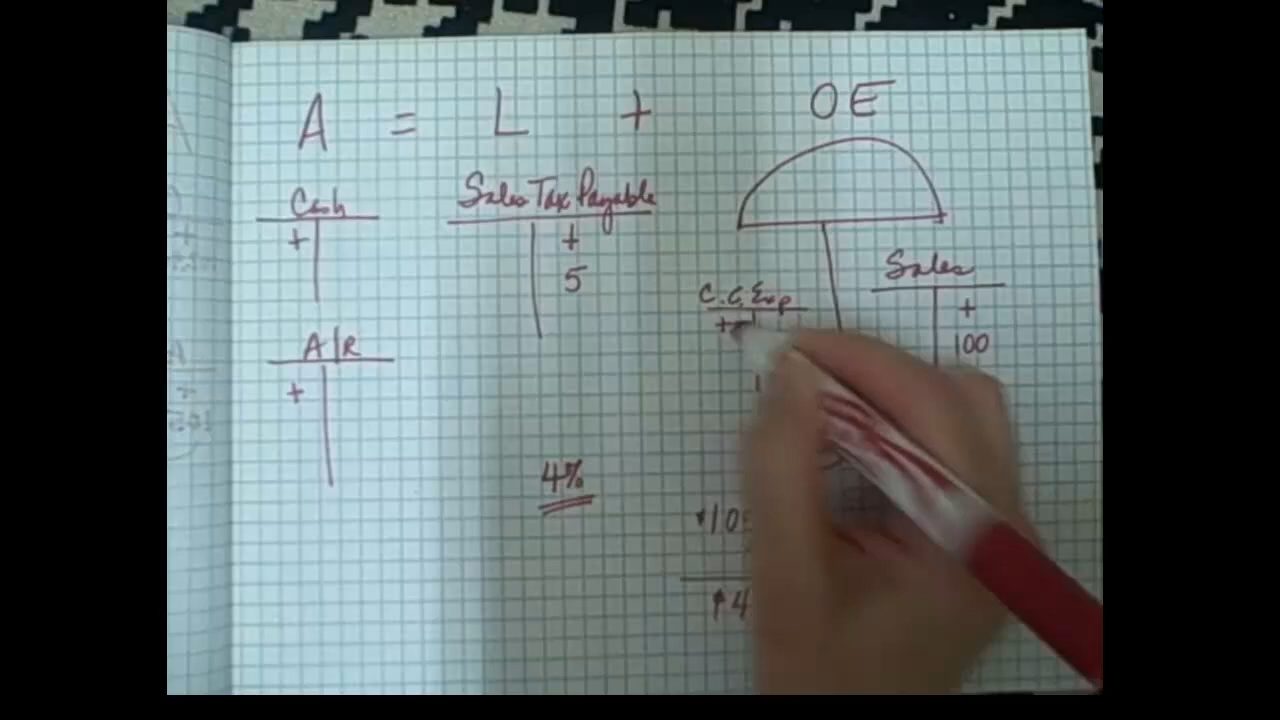 A = L + OE
Cash
+
Sales Tax Payable
+
5
Sales
+
100
C.C. Exp
+
A/R
+
4%